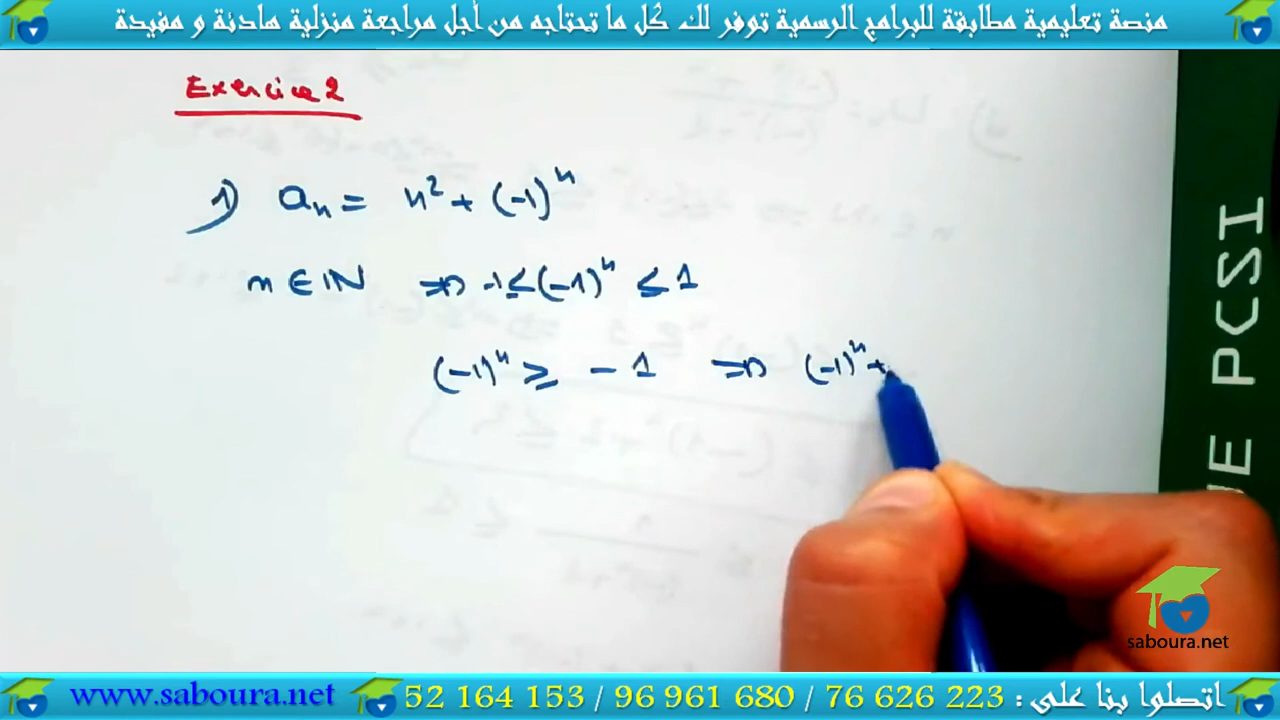 منصة تعليمية مطابقة للبرامج الرسمية توفر لك كل ما تحتاجه من أجل مراجعة منزلية هادئة و مفيدة
Exercice 2
1) aₙ = n² + (-1)ⁿ
n ∈ IN ⇒ -1 ≤ (-1)ⁿ ≤ 1
(-1)ⁿ ≥ -1 ⇒ (-1)ⁿ +
E PCSI
saboura.net
www.saboura.net 52 164 153 / 96 961 680 / 76 626 223 : اتصلوا بنا على